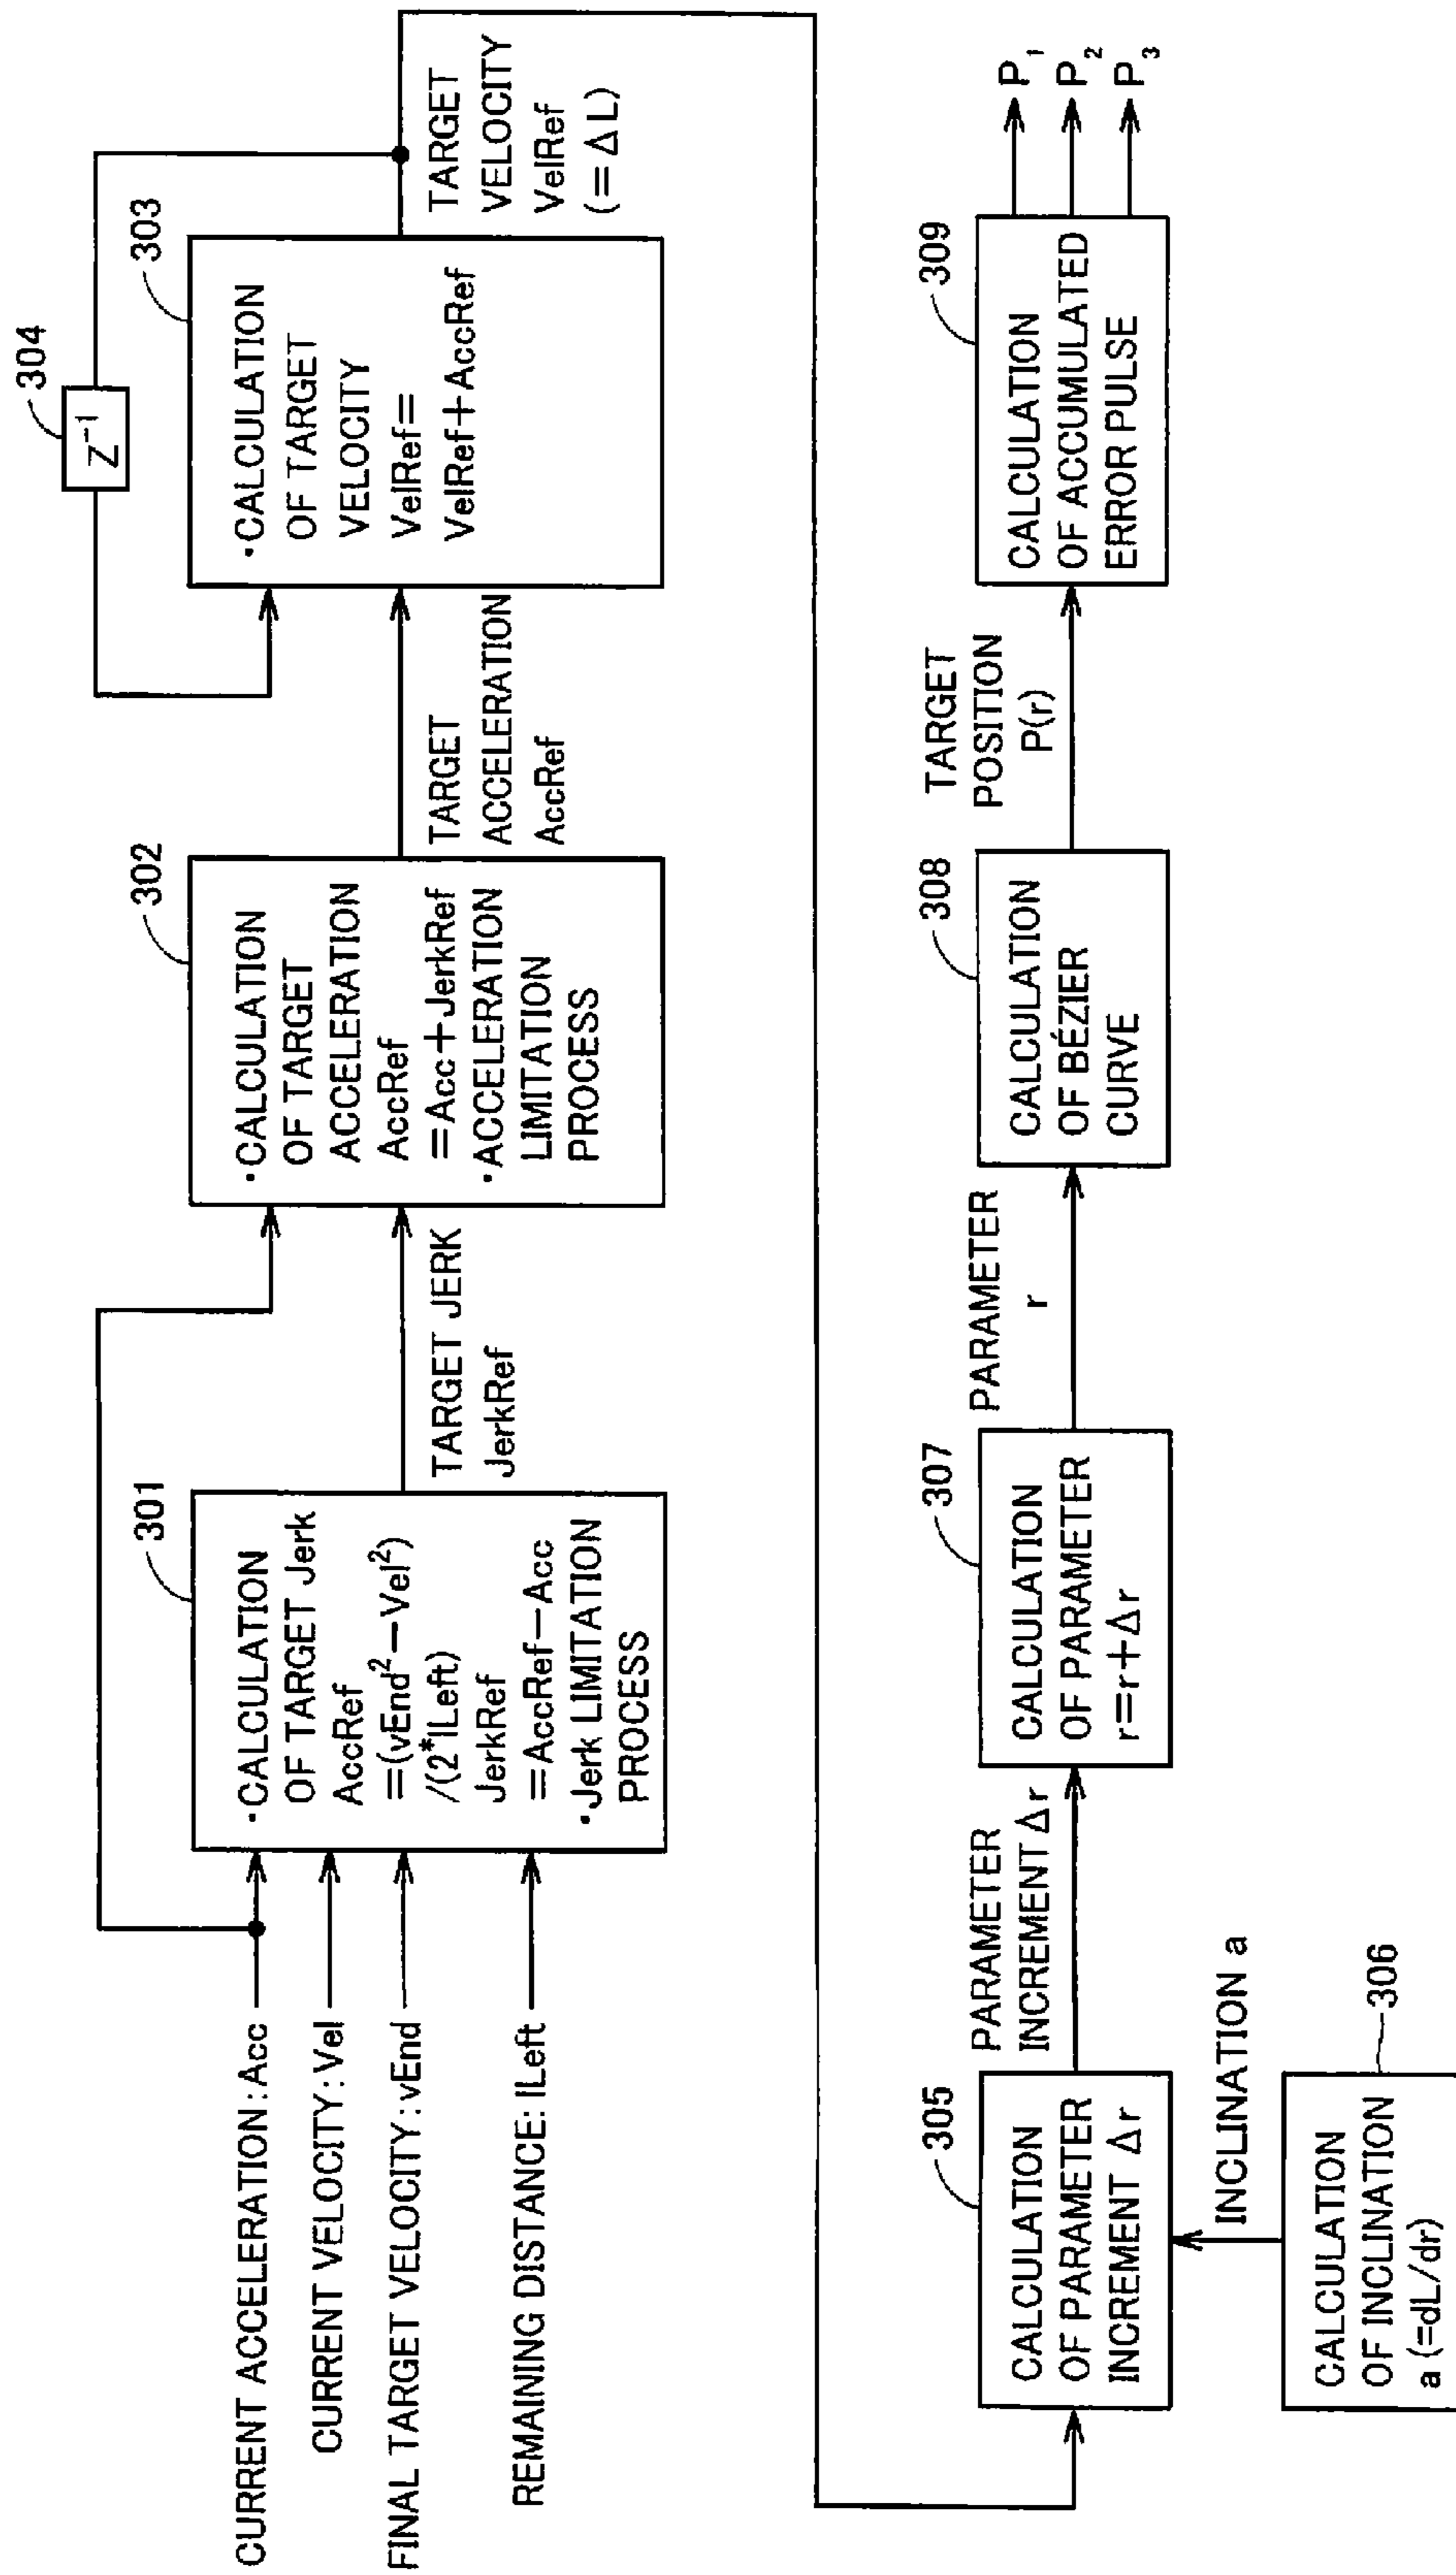 CURRENT ACCELERATION:Acc
CURRENT VELOCITY:Vel
FINAL TARGET VELOCITY:vEnd
REMAINING DISTANCE:lLeft
301
·CALCULATION
OF TARGET Jerk
AccRef
=(vEnd²−Vel²)
/(2*lLeft)
JerkRef
=AccRef−Acc
·Jerk LIMITATION
PROCESS
TARGET JERK
JerkRef
302
·CALCULATION
OF TARGET
ACCELERATION
AccRef
=Acc+JerkRef
·ACCELERATION
LIMITATION
PROCESS
TARGET
ACCELERATION
AccRef
304
Z⁻¹
303
·CALCULATION
OF TARGET
VELOCITY
VelRef=
VelRef+AccRef
TARGET
VELOCITY
VelRef
(=ΔL)
305
CALCULATION
OF PARAMETER
INCREMENT Δr
INCLINATION a
306
CALCULATION
OF INCLINATION
a (=dL/dr)
PARAMETER
INCREMENT Δr
307
CALCULATION
OF PARAMETER
r=r+Δr
PARAMETER
r
308
CALCULATION
OF BÉZIER
CURVE
TARGET
POSITION
P(r)
309
CALCULATION
OF ACCUMULATED
ERROR PULSE
P₁
P₂
P₃